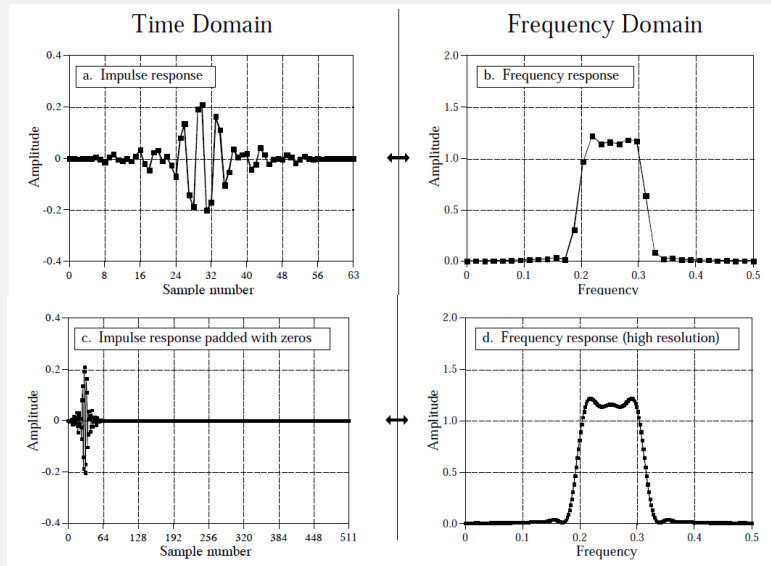 Time Domain
Frequency Domain
0.4
0.2
0
-0.2
-0.4
Amplitude
a. Impulse response
0 8 16 24 32 40 48 56 63
Sample number
2.0
1.5
1.0
0.5
0.0
Amplitude
b. Frequency response
0 0.1 0.2 0.3 0.4 0.5
Frequency
0.4
0.2
0
-0.2
-0.4
Amplitude
c. Impulse response padded with zeros
0 64 128 192 256 320 384 448 511
Sample number
2.0
1.5
1.0
0.5
0.0
Amplitude
d. Frequency response (high resolution)
0 0.1 0.2 0.3 0.4 0.5
Frequency